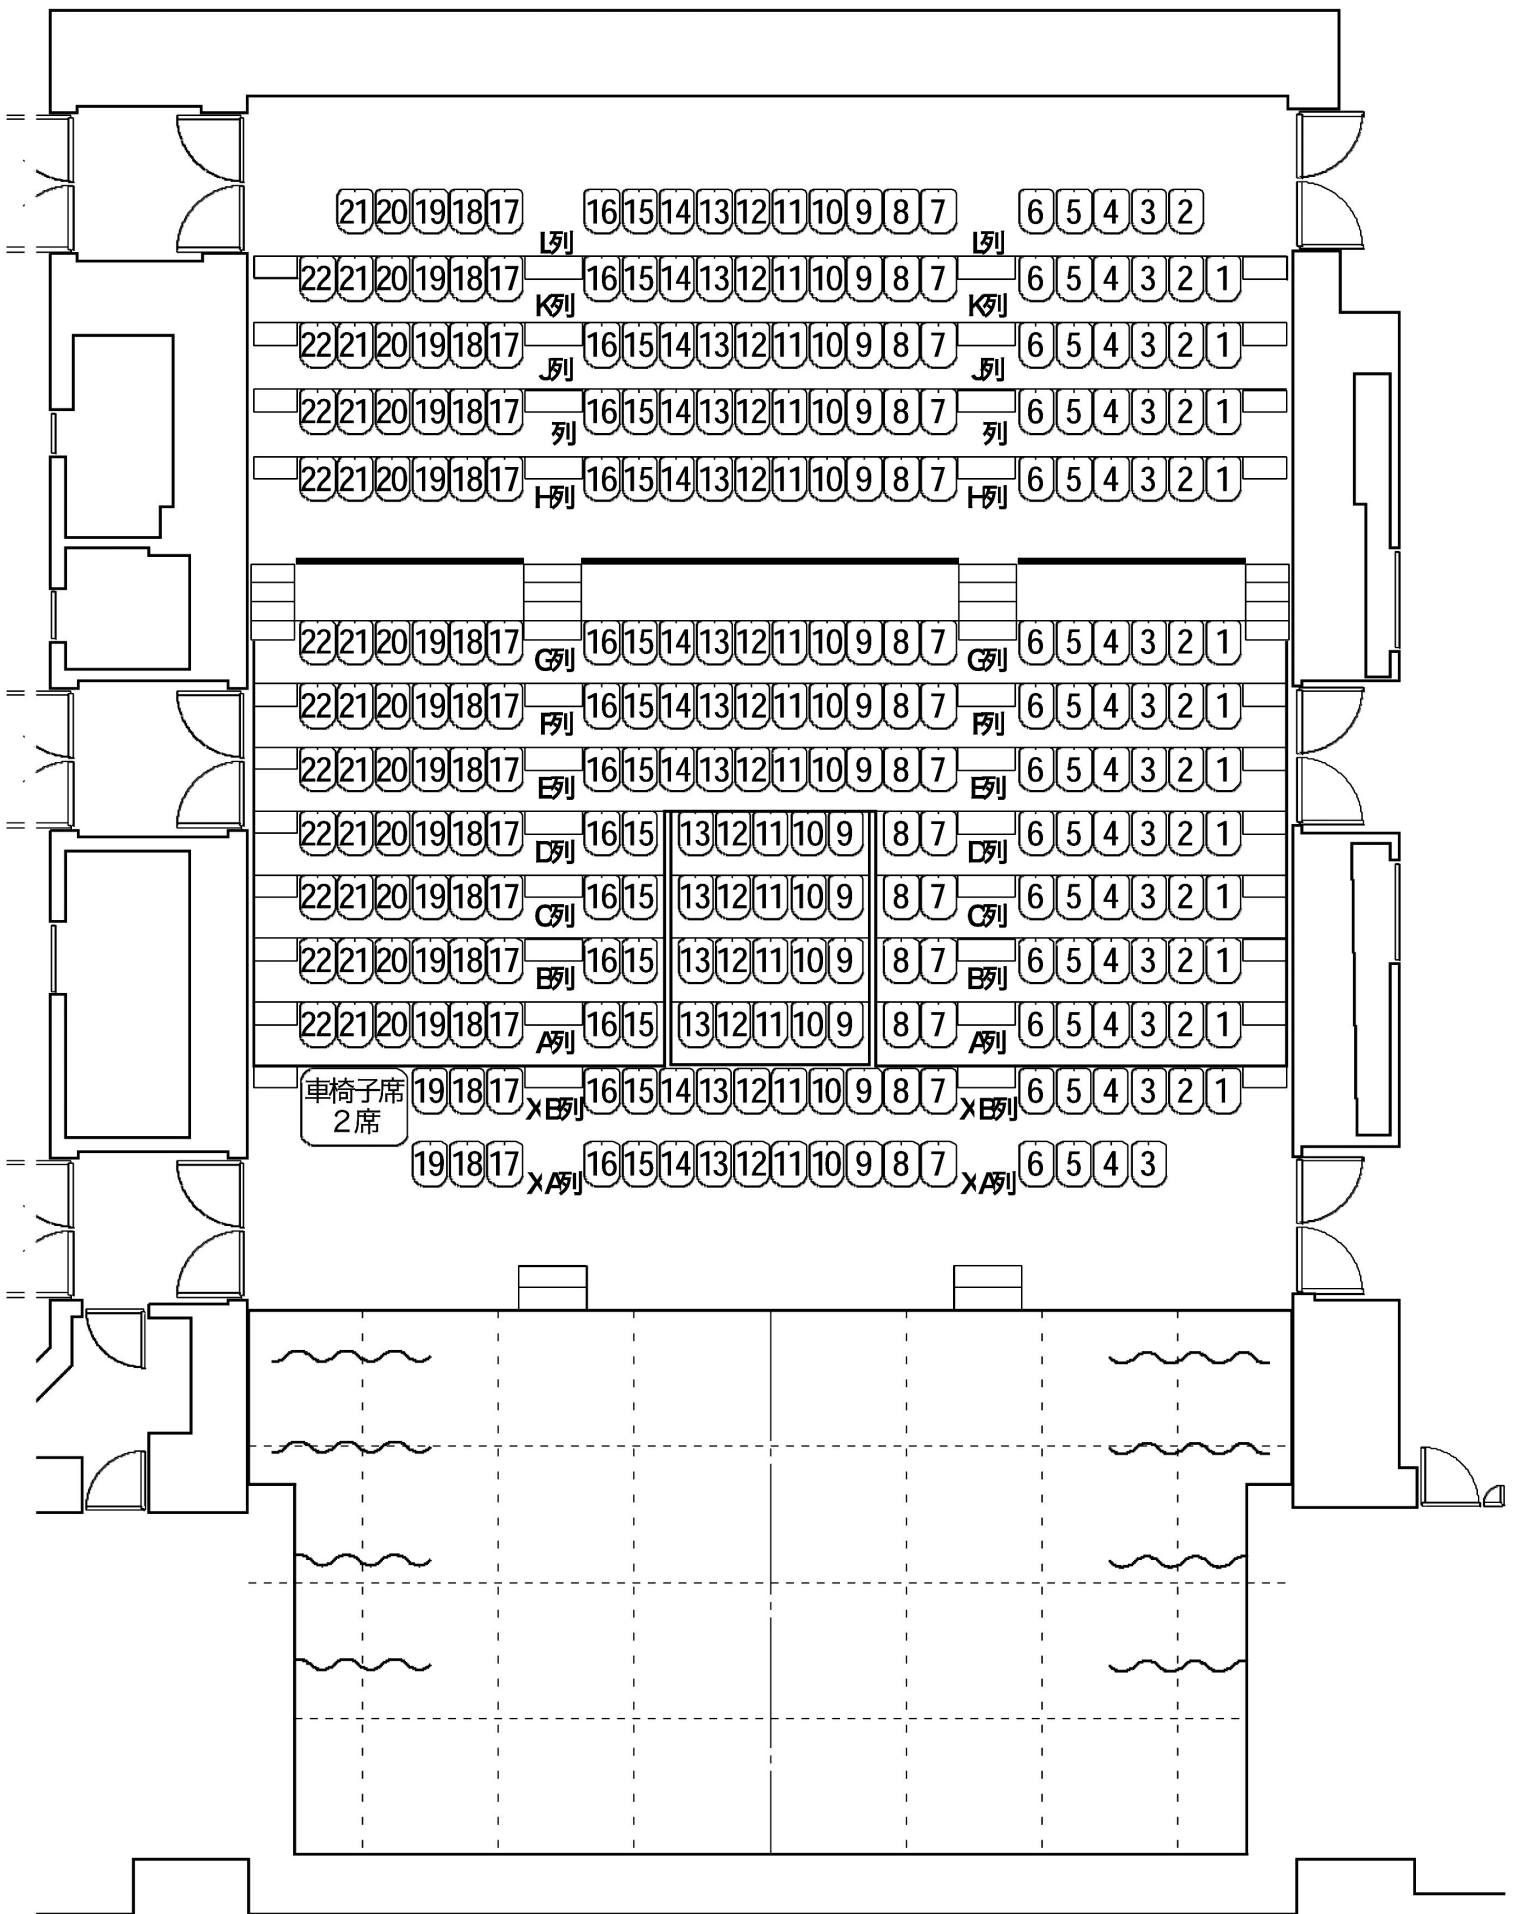 21 20 19 18 17 16 15 14 13 12 11 10 9 8 7 6 5 4 3 2
L列 L列
22 21 20 19 18 17 16 15 14 13 12 11 10 9 8 7 6 5 4 3 2 1
K列 K列
22 21 20 19 18 17 16 15 14 13 12 11 10 9 8 7 6 5 4 3 2 1
J列 J列
22 21 20 19 18 17 16 15 14 13 12 11 10 9 8 7 6 5 4 3 2 1
列 列
22 21 20 19 18 17 16 15 14 13 12 11 10 9 8 7 6 5 4 3 2 1
H列 H列
22 21 20 19 18 17 16 15 14 13 12 11 10 9 8 7 6 5 4 3 2 1
G列 G列
22 21 20 19 18 17 16 15 14 13 12 11 10 9 8 7 6 5 4 3 2 1
F列 F列
22 21 20 19 18 17 16 15 14 13 12 11 10 9 8 7 6 5 4 3 2 1
E列 E列
22 21 20 19 18 17 16 15 13 12 11 10 9 8 7 6 5 4 3 2 1
D列 D列
22 21 20 19 18 17 16 15 13 12 11 10 9 8 7 6 5 4 3 2 1
C列 C列
22 21 20 19 18 17 16 15 13 12 11 10 9 8 7 6 5 4 3 2 1
B列 B列
22 21 20 19 18 17 16 15 13 12 11 10 9 8 7 6 5 4 3 2 1
A列 A列
車椅子席 19 18 17 16 15 14 13 12 11 10 9 8 7 6 5 4 3 2 1
2席 XB列 XB列
19 18 17 16 15 14 13 12 11 10 9 8 7 6 5 4 3
XA列 XA列